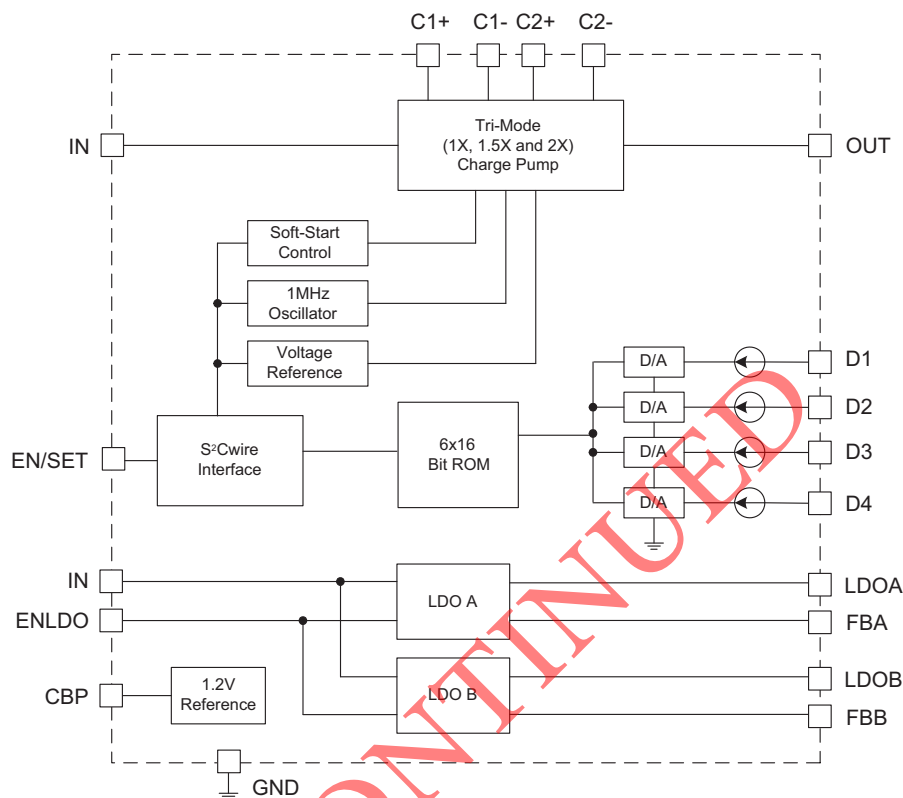 C1+ C1- C2+ C2-
IN
Tri-Mode
(1X, 1.5X and 2X)
Charge Pump
OUT
Soft-Start
Control
1MHz
Oscillator
Voltage
Reference
D/A
D1
D/A
D2
D/A
D3
D/A
D4
EN/SET
S²Cwire
Interface
6x16
Bit ROM
IN
ENLDO
LDO A
LDOA
FBA
CBP
1.2V
Reference
LDO B
LDOB
FBB
GND
ONTINUED